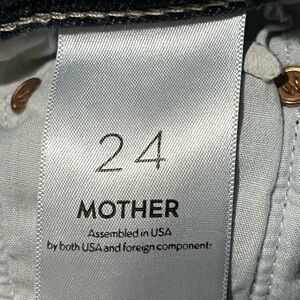 24
MOTHER
Assembled in USA
by both USA and foreign components